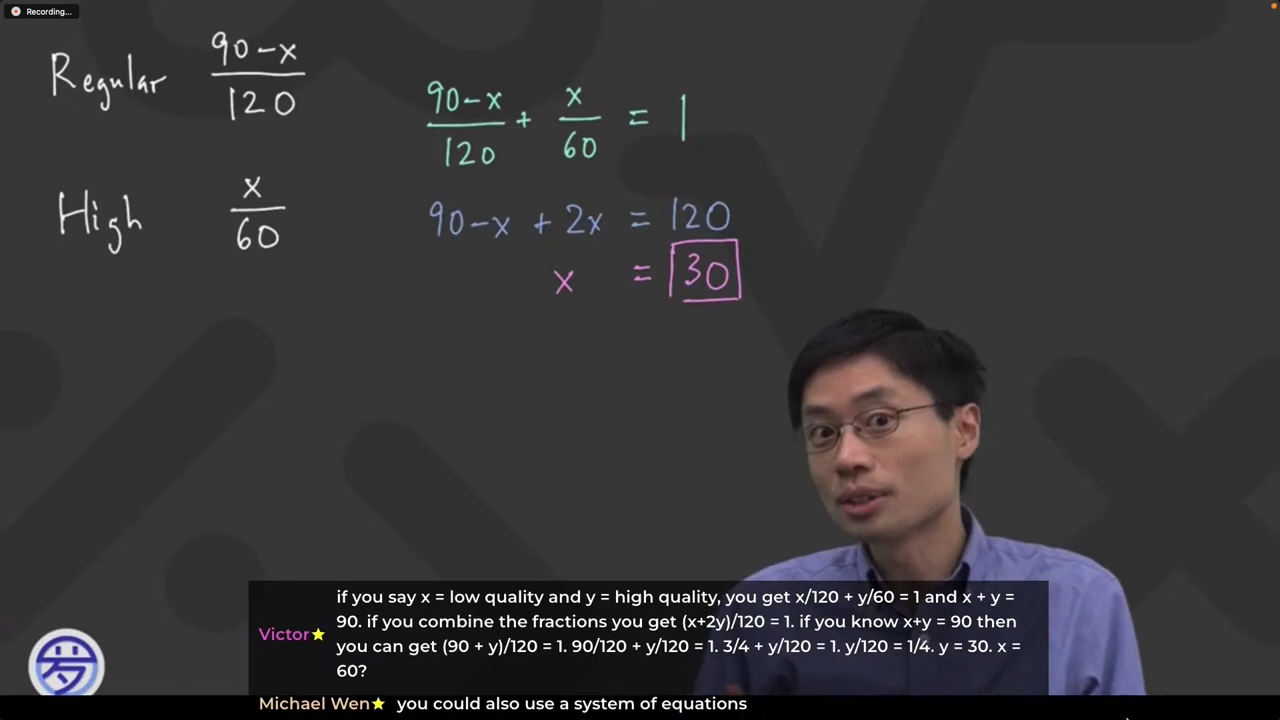 Recording...
Regular 90-x/120
High x/60
90-x/120 + x/60 = 1
90-x + 2x = 120
x = 30
if you say x = low quality and y = high quality, you get x/120 + y/60 = 1 and x + y =
90. if you combine the fractions you get (x+2y)/120 = 1. if you know x+y = 90 then
Victor⭐
you can get (90 + y)/120 = 1. 90/120 + y/120 = 1. 3/4 + y/120 = 1. y/120 = 1/4. y = 30. x =
60?
Michael Wen⭐ you could also use a system of equations